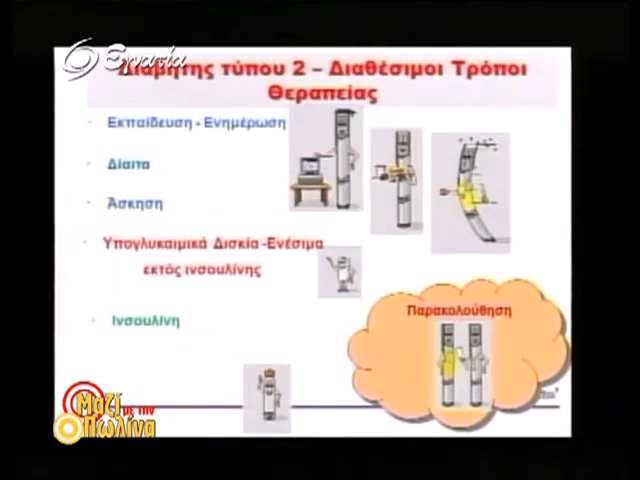 Εγνατία
Διαβήτης τύπου 2 – Διαθέσιμοι Τρόποι
Θεραπείας
Εκπαίδευση - Ενημέρωση
Δίαιτα
Άσκηση
Υπογλυκαιμικά Δισκία -Ενέσιμα
εκτός ινσουλίνης
Ινσουλίνη
Παρακολούθηση
Μαζί
με την
Πωλίνα